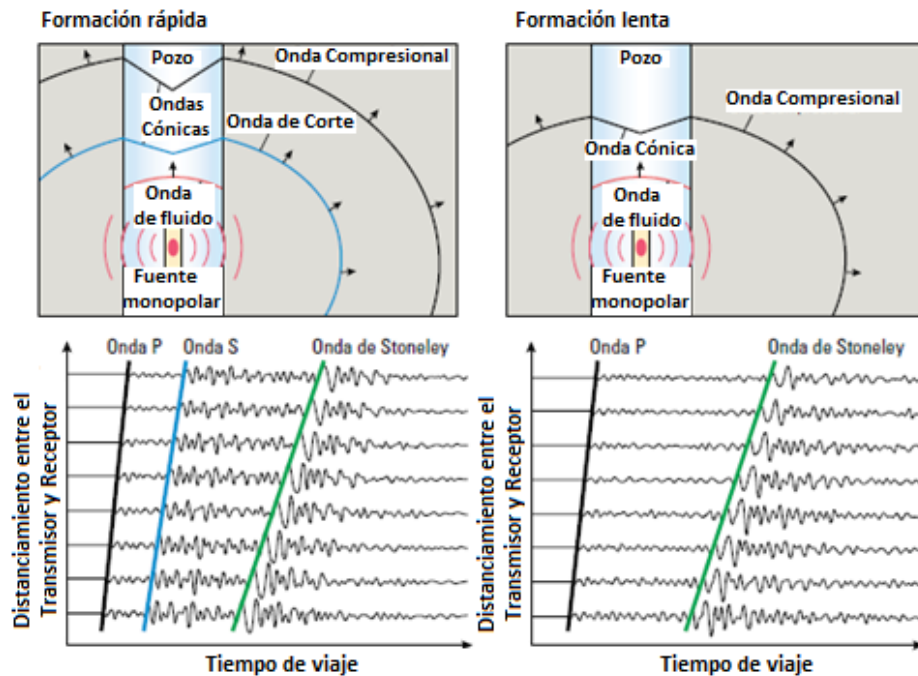 Formación rápida
Pozo
Onda Compresional
Ondas
Cónicas
Onda de Corte
Onda
de fluido
Fuente
monopolar
Formación lenta
Pozo
Onda Compresional
Onda Cónica
Onda
de fluido
Fuente
monopolar
Onda P
Onda S
Onda de Stoneley
Distanciamiento entre el
Transmisor y Receptor
Tiempo de viaje
Onda P
Onda de Stoneley
Distanciamiento entre el
Transmisor y Receptor
Tiempo de viaje